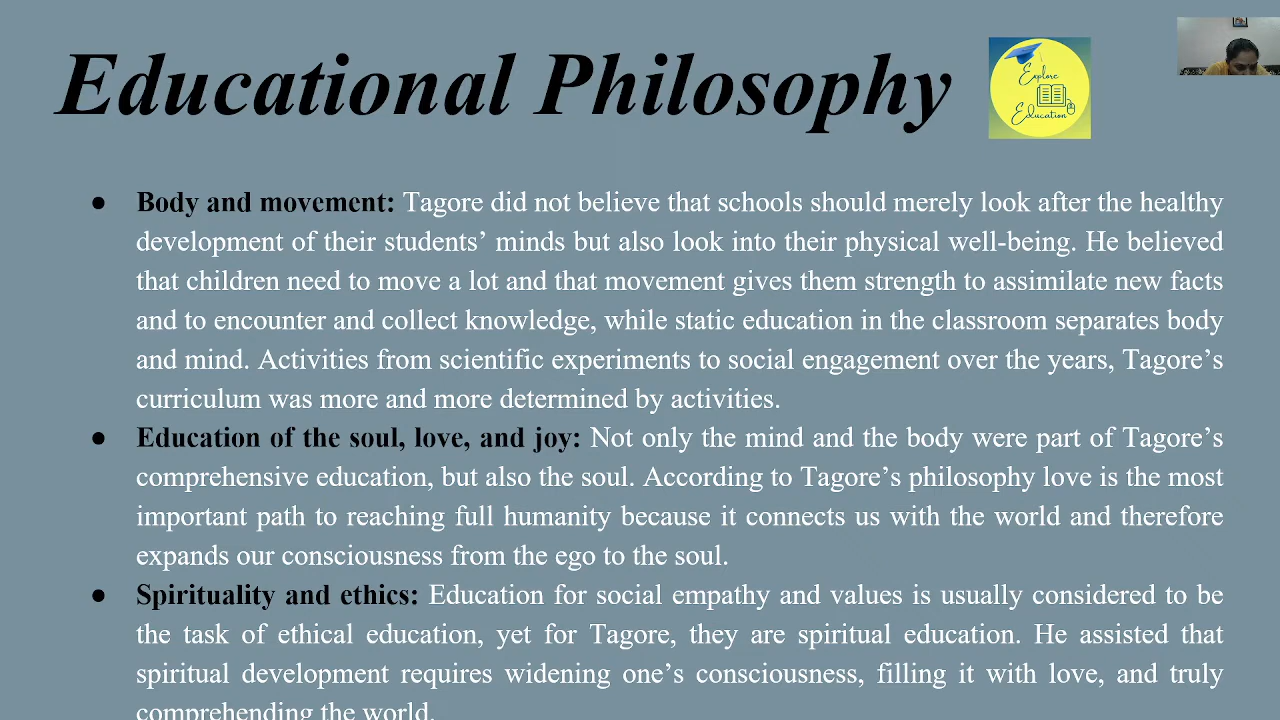 Educational Philosophy
Explore
Education
● Body and movement: Tagore did not believe that schools should merely look after the healthy
development of their students’ minds but also look into their physical well-being. He believed
that children need to move a lot and that movement gives them strength to assimilate new facts
and to encounter and collect knowledge, while static education in the classroom separates body
and mind. Activities from scientific experiments to social engagement over the years, Tagore’s
curriculum was more and more determined by activities.
● Education of the soul, love, and joy: Not only the mind and the body were part of Tagore’s
comprehensive education, but also the soul. According to Tagore’s philosophy love is the most
important path to reaching full humanity because it connects us with the world and therefore
expands our consciousness from the ego to the soul.
● Spirituality and ethics: Education for social empathy and values is usually considered to be
the task of ethical education, yet for Tagore, they are spiritual education. He assisted that
spiritual development requires widening one’s consciousness, filling it with love, and truly
comprehending the world.